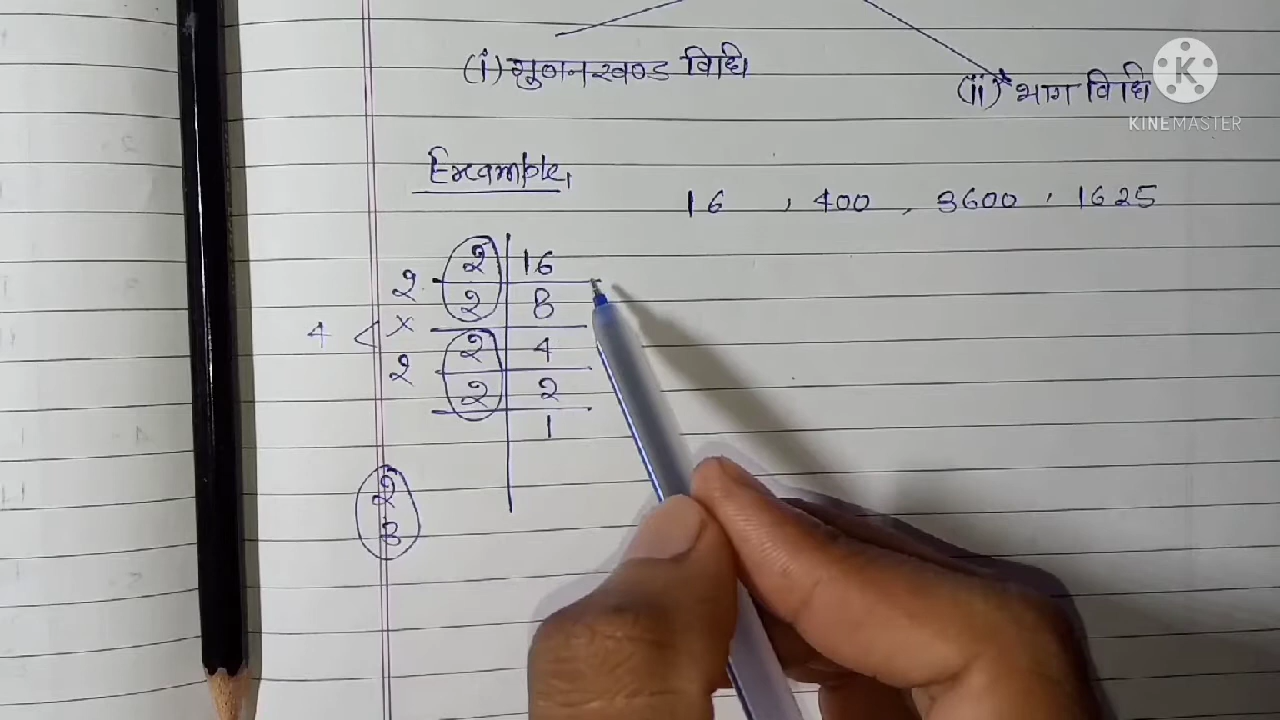 (i) गुणनखण्ड विधि
(ii) भाग विधि
K
KINEMASTER
Example,
16 , 400 , 3600 , 1625
2 16
2 2 8
×
4 2 4
2 2 2
1
2
3